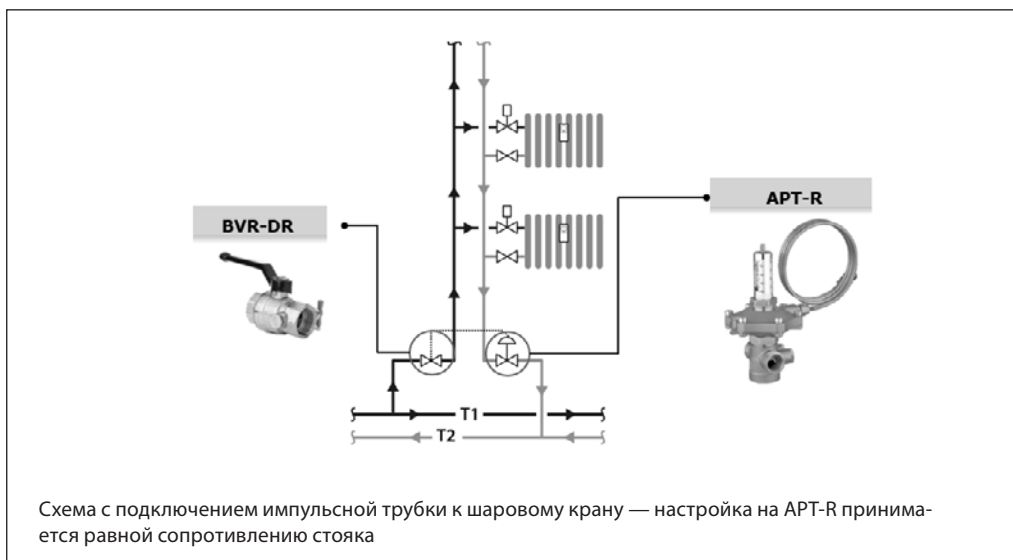 BVR-DR
APT-R
T1
T2
Схема с подключением импульсной трубки к шаровому крану — настройка на APT-R принима-
ется равной сопротивлению стояка